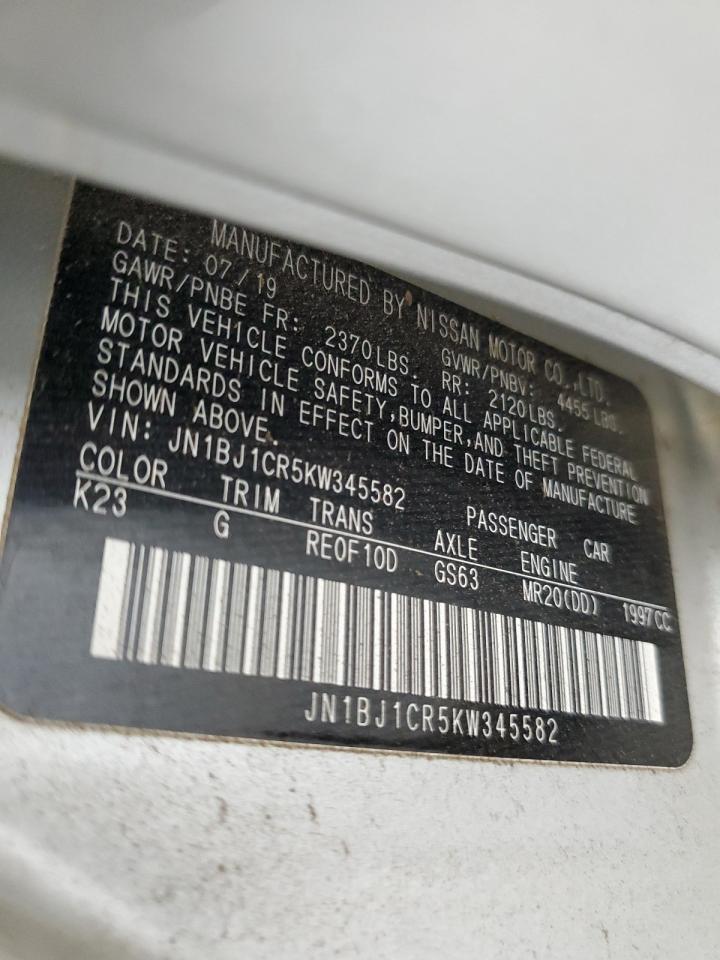 MANUFACTURED BY NISSAN MOTOR CO.,LTD.
DATE: 07/19 GVWR/PNBV: 4455 LBS.
GAWR/PNBE FR: 2370LBS. RR: 2120LBS.
THIS VEHICLE CONFORMS TO ALL APPLICABLE FEDERAL
MOTOR VEHICLE SAFETY,BUMPER,AND THEFT PREVENTION
STANDARDS IN EFFECT ON THE DATE OF MANUFACTURE
SHOWN ABOVE.
VIN: JN1BJ1CR5KW345582 PASSENGER CAR
COLOR TRIM TRANS AXLE ENGINE
K23 G RE0F10D GS63 MR20(DD) 1997CC
JN1BJ1CR5KW345582